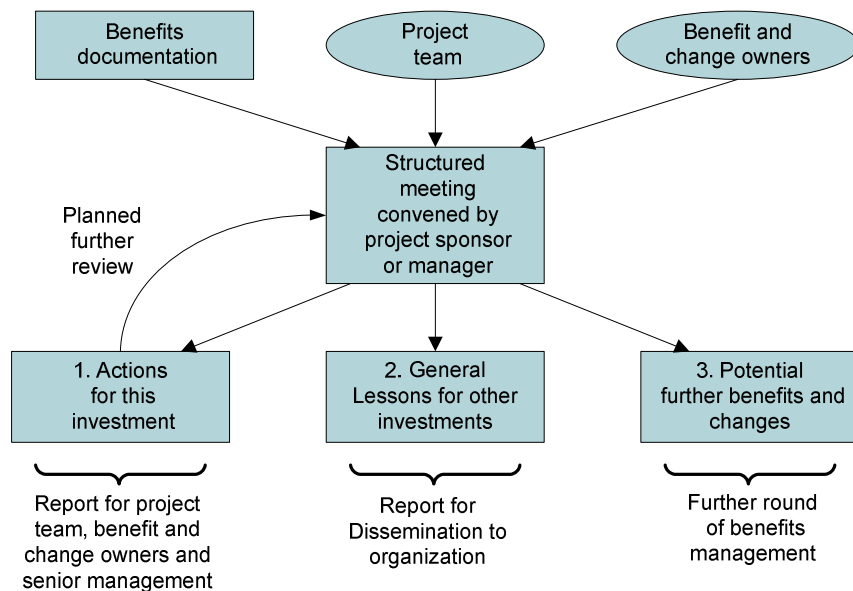 Benefits
documentation
Project
team
Benefit and
change owners
Structured
meeting
convened by
project sponsor
or manager
Planned
further
review
1. Actions
for this
investment
2. General
Lessons for other
investments
3. Potential
further benefits and
changes
Report for project
team, benefit and
change owners and
senior management
Report for
Dissemination to
organization
Further round
of benefits
management